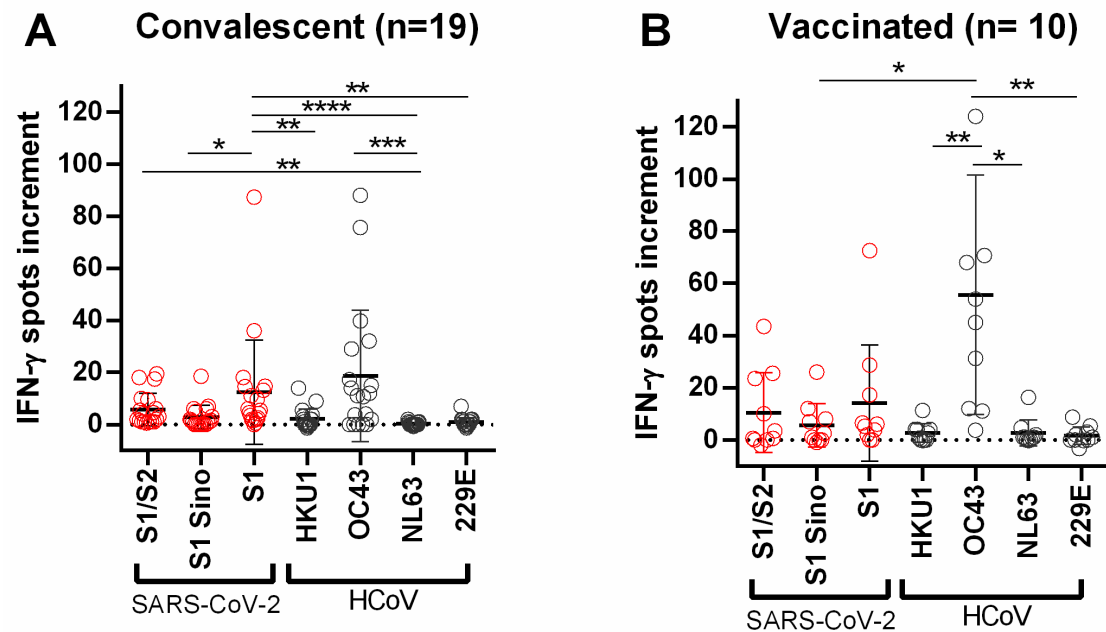 A Convalescent (n=19)
IFN-γ spots increment
120
100
80
60
40
20
0
**
****
**
* ***
**
S1/S2 S1 Sino S1 HKU1 OC43 NL63 229E
SARS-CoV-2 HCoV
B Vaccinated (n= 10)
IFN-γ spots increment
120
100
80
60
40
20
0
*
**
**
*
S1/S2 S1 Sino S1 HKU1 OC43 NL63 229E
SARS-CoV-2 HCoV